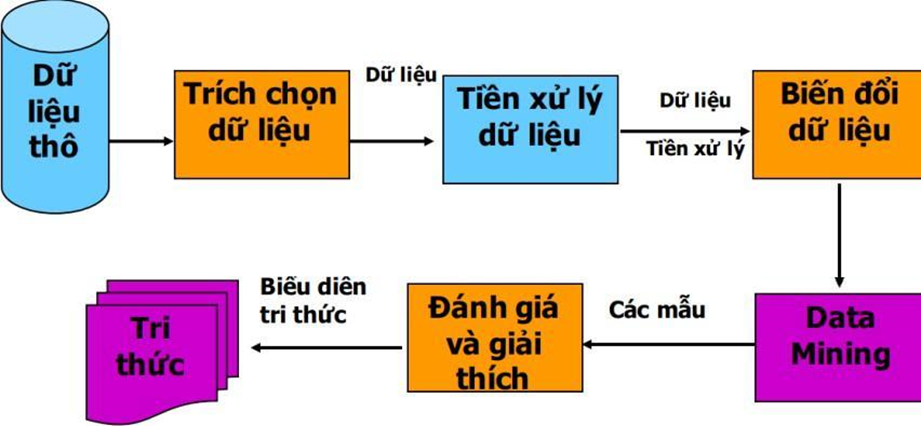 Dữ
liệu
thô
Trích chọn
dữ liệu
Dữ liệu
Tiền xử lý
dữ liệu
Dữ liệu
Tiền xử lý
Biến đổi
dữ liệu
Data
Mining
Các mẫu
Đánh giá
và giải
thích
Biểu diên
tri thức
Tri
thức